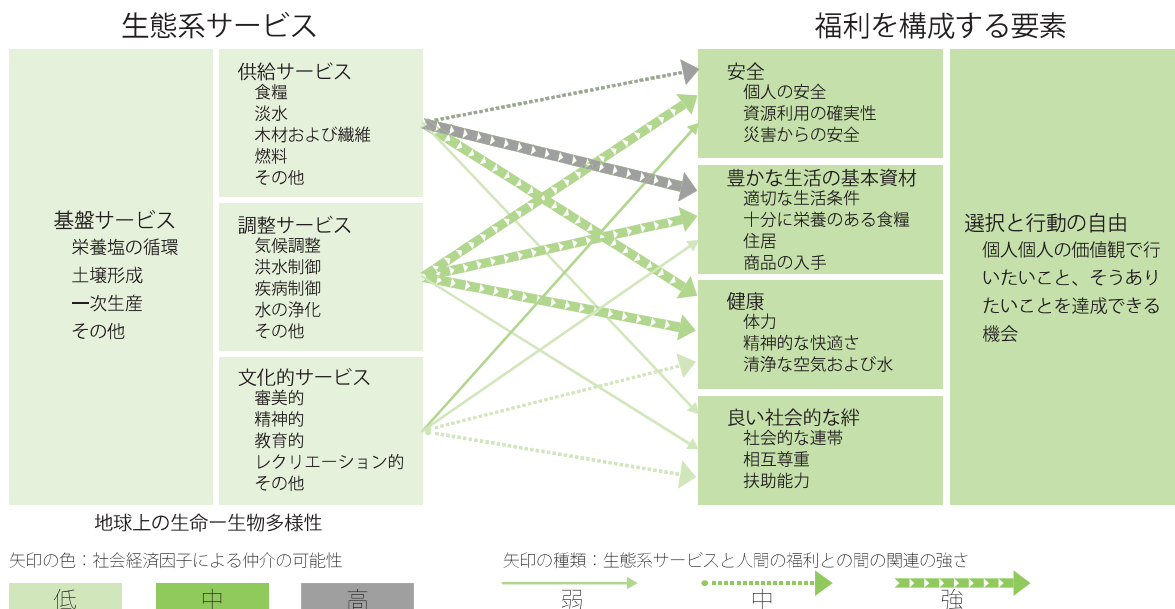 生態系サービス
福利を構成する要素
基盤サービス
栄養塩の循環
土壌形成
一次生産
その他
供給サービス
食糧
淡水
木材および繊維
燃料
その他
調整サービス
気候調整
洪水制御
疾病制御
水の浄化
その他
文化的サービス
審美的
精神的
教育的
レクリエーション的
その他
安全
個人の安全
資源利用の確実性
災害からの安全
豊かな生活の基本資材
適切な生活条件
十分に栄養のある食糧
住居
商品の入手
健康
体力
精神的な快適さ
清浄な空気および水
良い社会的な絆
社会的な連帯
相互尊重
扶助能力
選択と行動の自由
個人個人の価値観で行
いたいこと、そうあり
たいことを達成できる
機会
地球上の生命ー生物多様性
矢印の色：社会経済因子による仲介の可能性
低
中
高
矢印の種類：生態系サービスと人間の福利との間の関連の強さ
弱
中
強